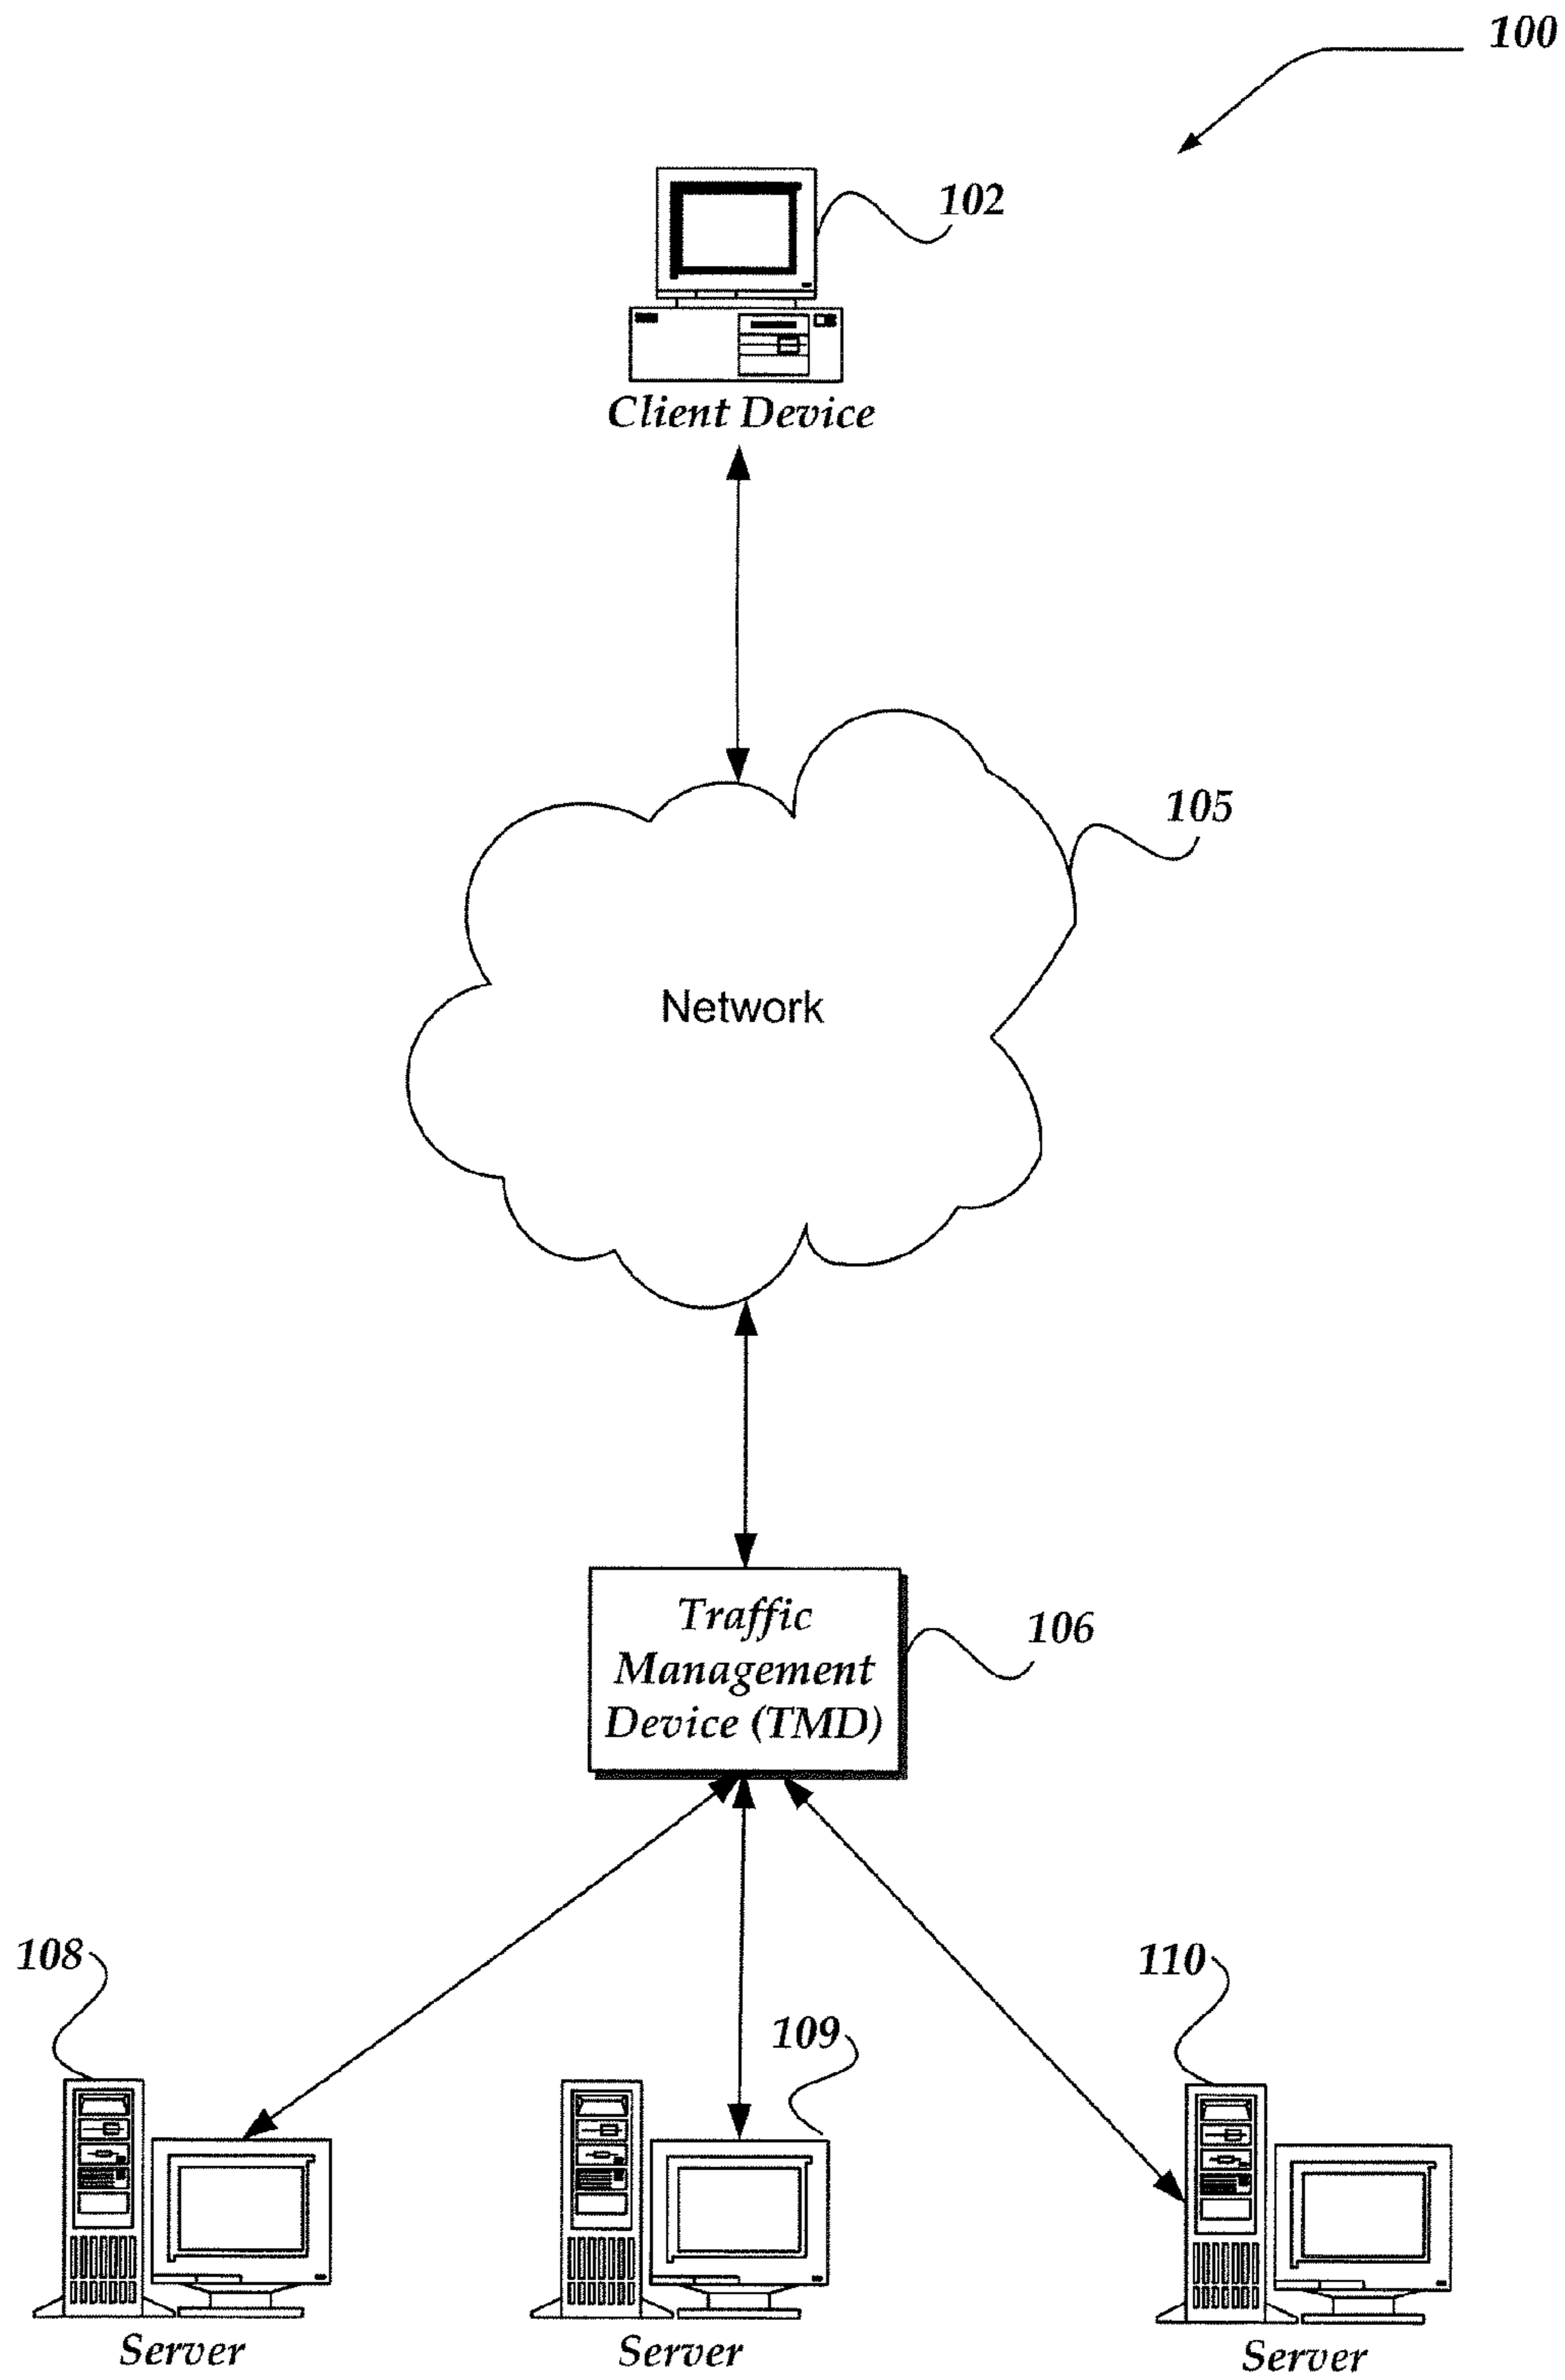 100
102
Client Device
105
Network
Traffic
Management
Device (TMD)
106
108
109
110
Server
Server
Server